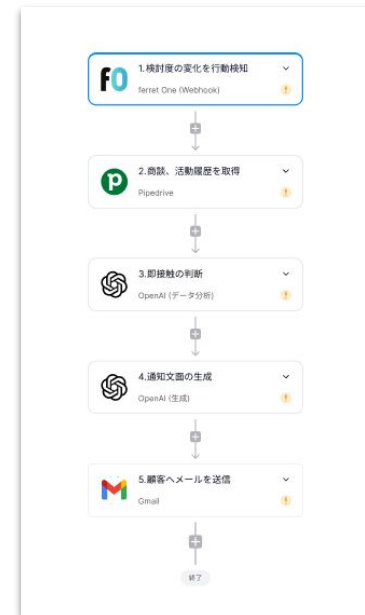 1.検討度の変化を行動検知
ferret One (Webhook)
2.商談、活動履歴を取得
Pipedrive
3.即接触の判断
OpenAI (データ分析)
4.通知文面の生成
OpenAI (生成)
5.顧客へメールを送信
Gmail
終了